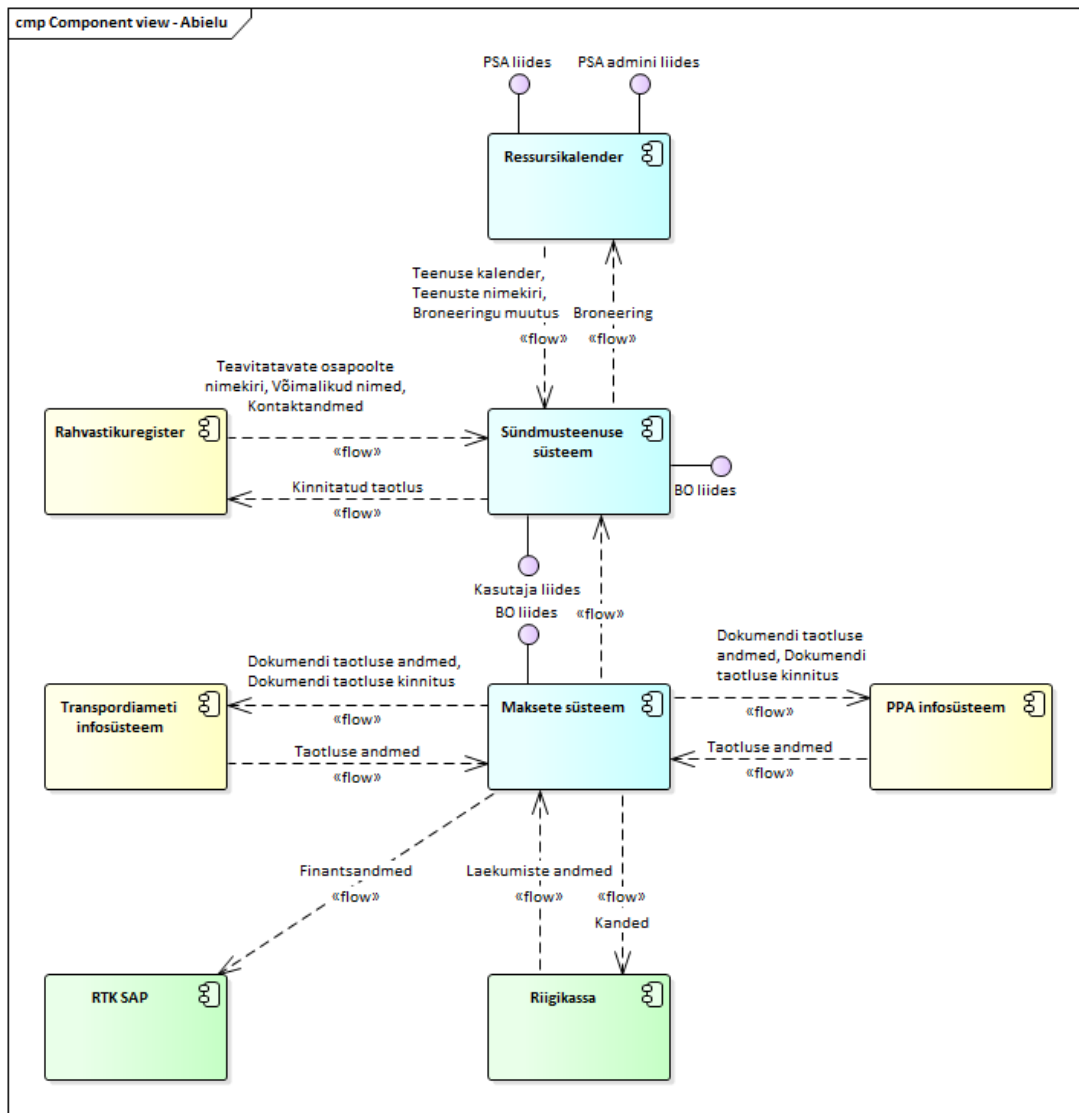 cmp Component view - Abielu
PSA liides
PSA admini liides
Ressursikalender
Teenuse kalender,
Teenuste nimekiri,
Broneeringu muutus
«flow»
Broneering
«flow»
Teavitatavate osapoolte
nimekiri, Võimalikud nimed,
Kontaktandmed
«flow»
Rahvastikuregister
Sündmusteenuse
süsteem
BO liides
Kinnitatud taotlus
«flow»
Kasutaja liides
BO liides
«flow»
Dokumendi taotluse andmed,
Dokumendi taotluse kinnitus
«flow»
Dokumendi taotluse
andmed, Dokumendi
taotluse kinnitus
«flow»
Transpordiameti
infosüsteem
Maksete süsteem
PPA infosüsteem
Taotluse andmed
«flow»
Taotluse andmed
«flow»
Finantsandmed
«flow»
Laekumiste andmed
«flow»
«flow»
Kanded
RTK SAP
Riigikassa